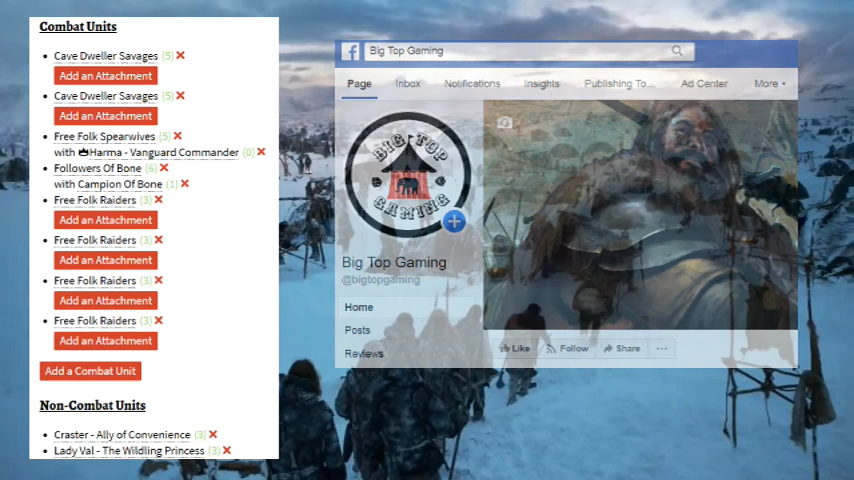 Combat Units
Cave Dweller Savages (5)
Add an Attachment
Cave Dweller Savages (5)
Add an Attachment
Free Folk Spearwives (5)
with Harma - Vanguard Commander (0)
Followers Of Bone (6)
with Campion Of Bone (1)
Free Folk Raiders (3)
Add an Attachment
Free Folk Raiders (3)
Add an Attachment
Free Folk Raiders (3)
Add an Attachment
Free Folk Raiders (3)
Add an Attachment
Add a Combat Unit
Non-Combat Units
Craster - Ally of Convenience (3)
Lady Val - The Wildling Princess (3)
Big Top Gaming
Page Inbox Notifications Insights Publishing To... Ad Center More
BIG TOP
GAMING
Big Top Gaming
@bigtopgaming
Home
Posts
Reviews
Like Follow Share ...